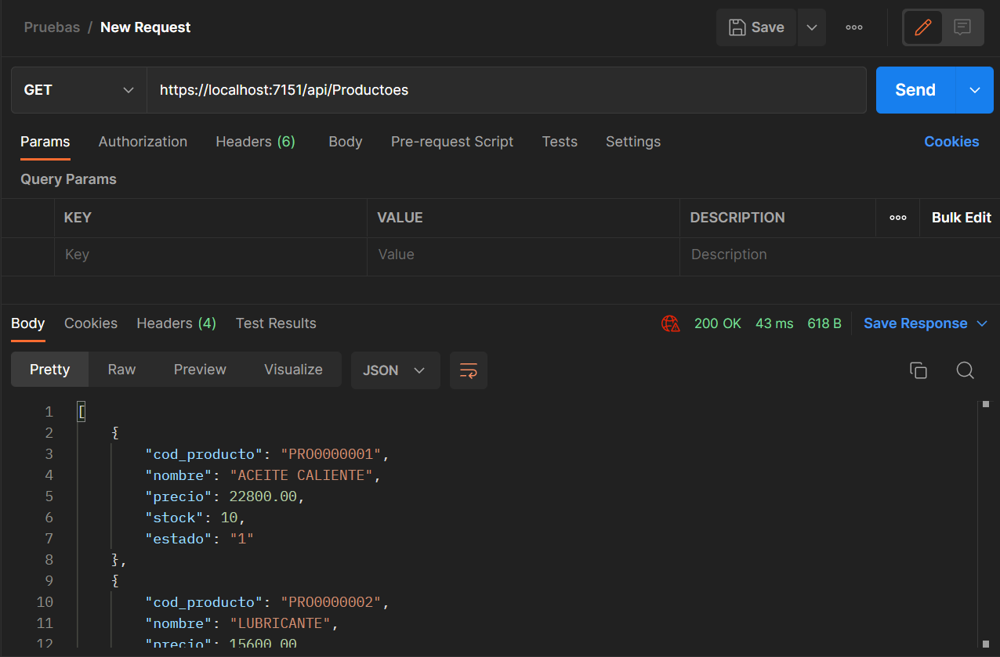 Pruebas / New Request
Save
GET
https://localhost:7151/api/Productoes
Send
Params Authorization Headers (6) Body Pre-request Script Tests Settings Cookies
Query Params
KEY VALUE DESCRIPTION Bulk Edit
Key Value Description
Body Cookies Headers (4) Test Results 200 OK 43 ms 618 B Save Response
Pretty Raw Preview Visualize JSON
1 [
2 {
3 "cod_producto": "PRO0000001",
4 "nombre": "ACEITE CALIENTE",
5 "precio": 22800.00,
6 "stock": 10,
7 "estado": "1"
8 },
9 {
10 "cod_producto": "PRO0000002",
11 "nombre": "LUBRICANTE",
12 "precio": 15600.00